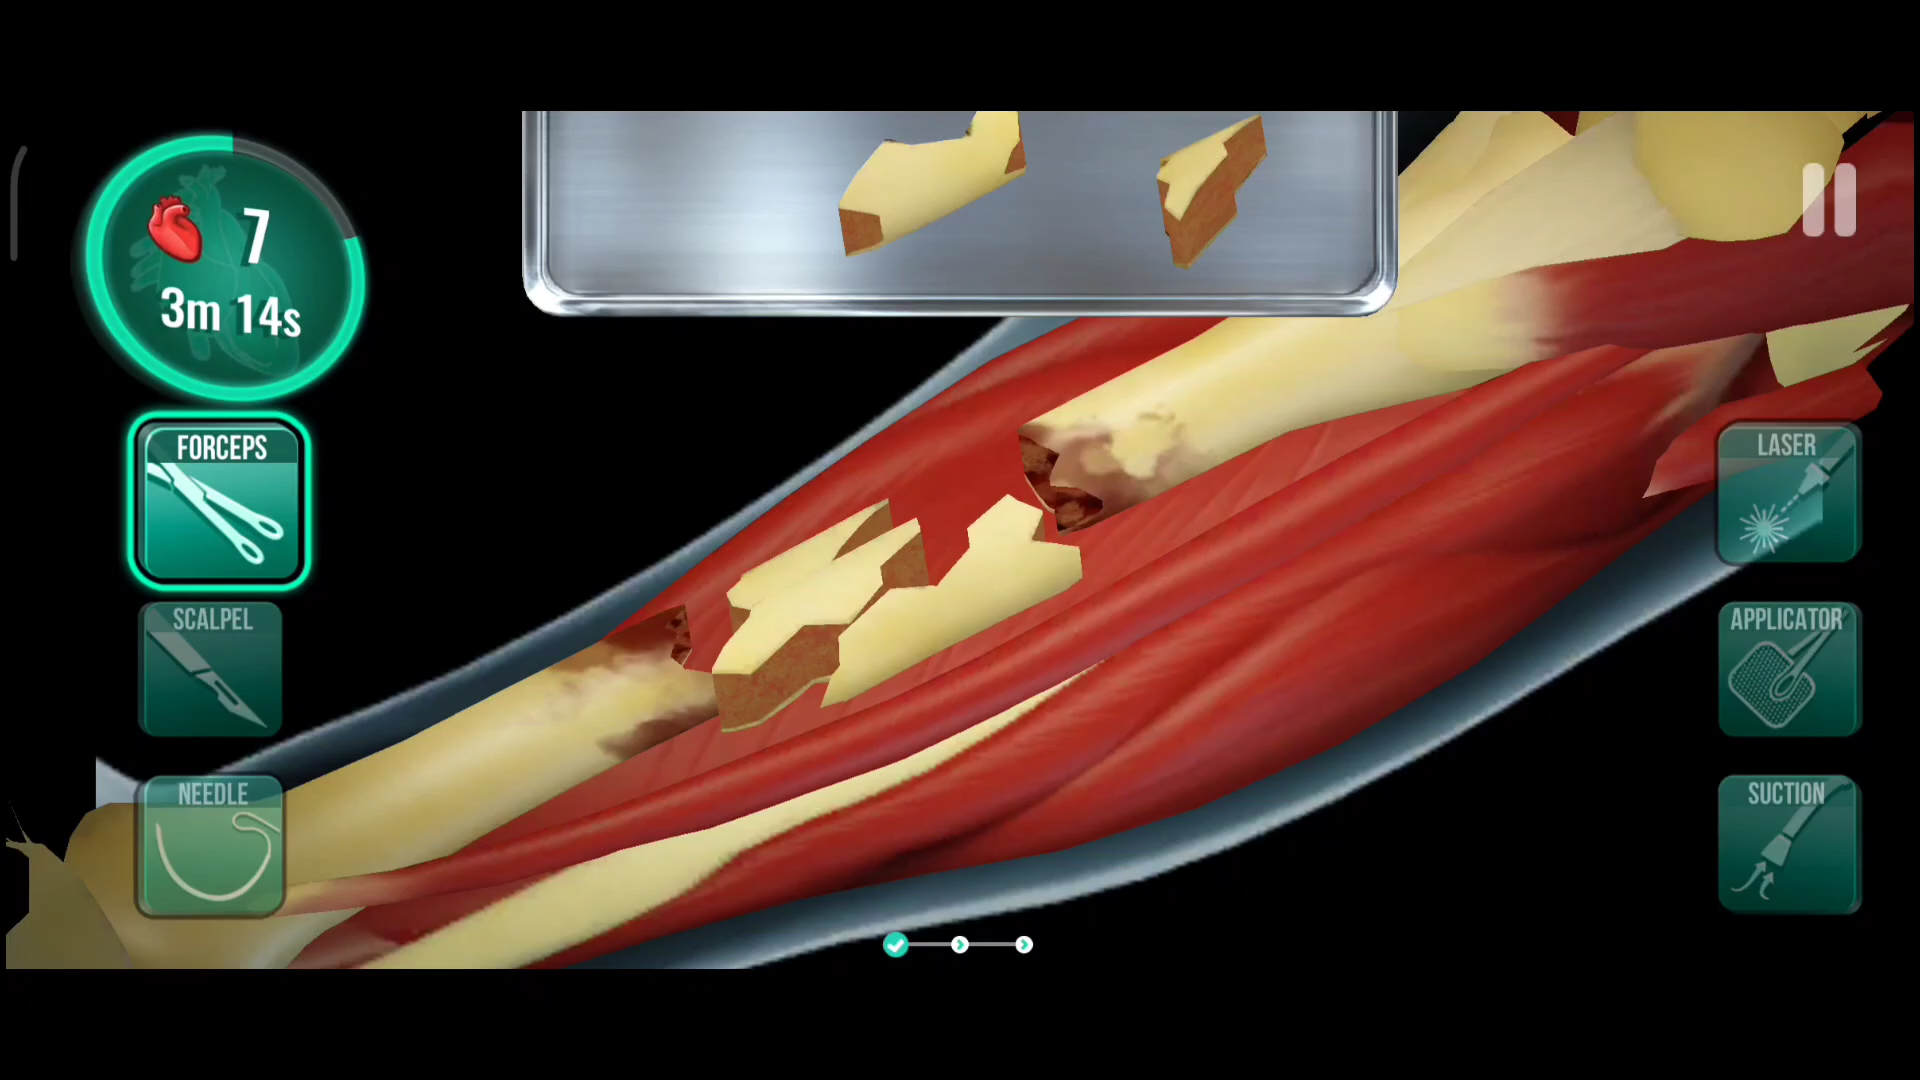 7
3m 14s
FORCEPS
SCALPEL
NEEDLE
LASER
APPLICATOR
SUCTION